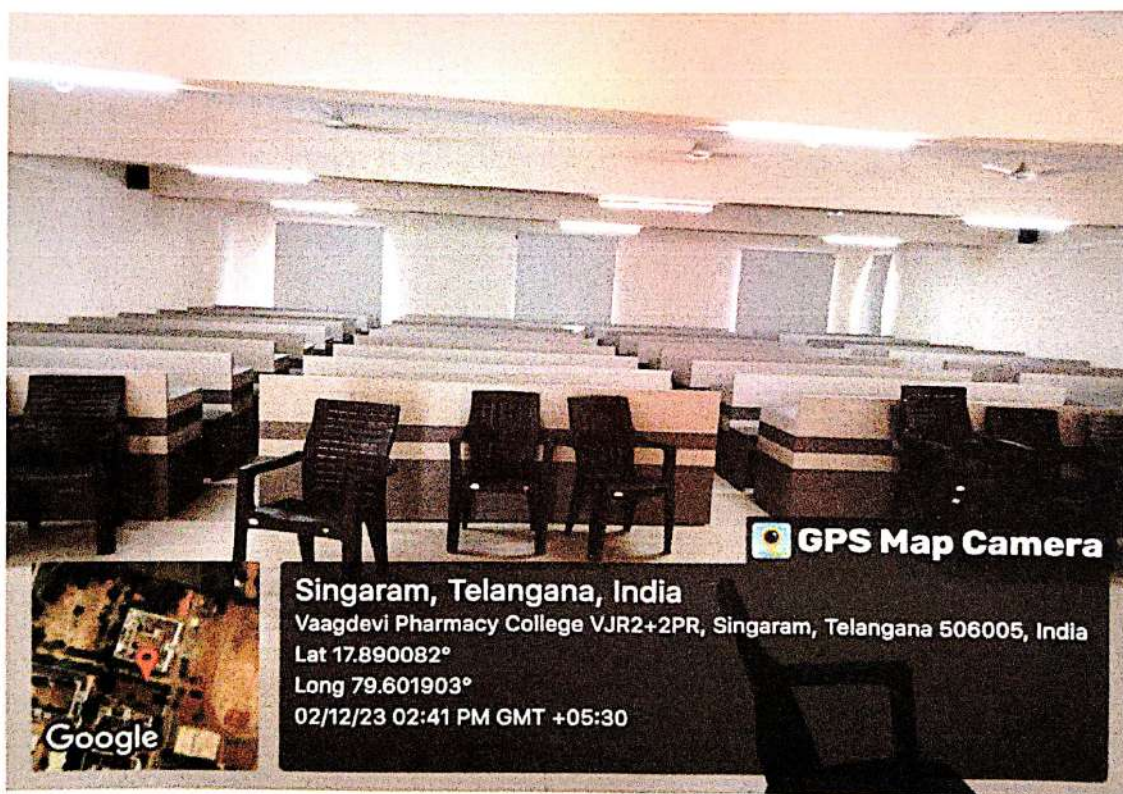 GPS Map Camera
Singaram, Telangana, India
Vaagdevi Pharmacy College VJR2+2PR, Singaram, Telangana 506005, India
Lat 17.890082°
Long 79.601903°
02/12/23 02:41 PM GMT +05:30
Google